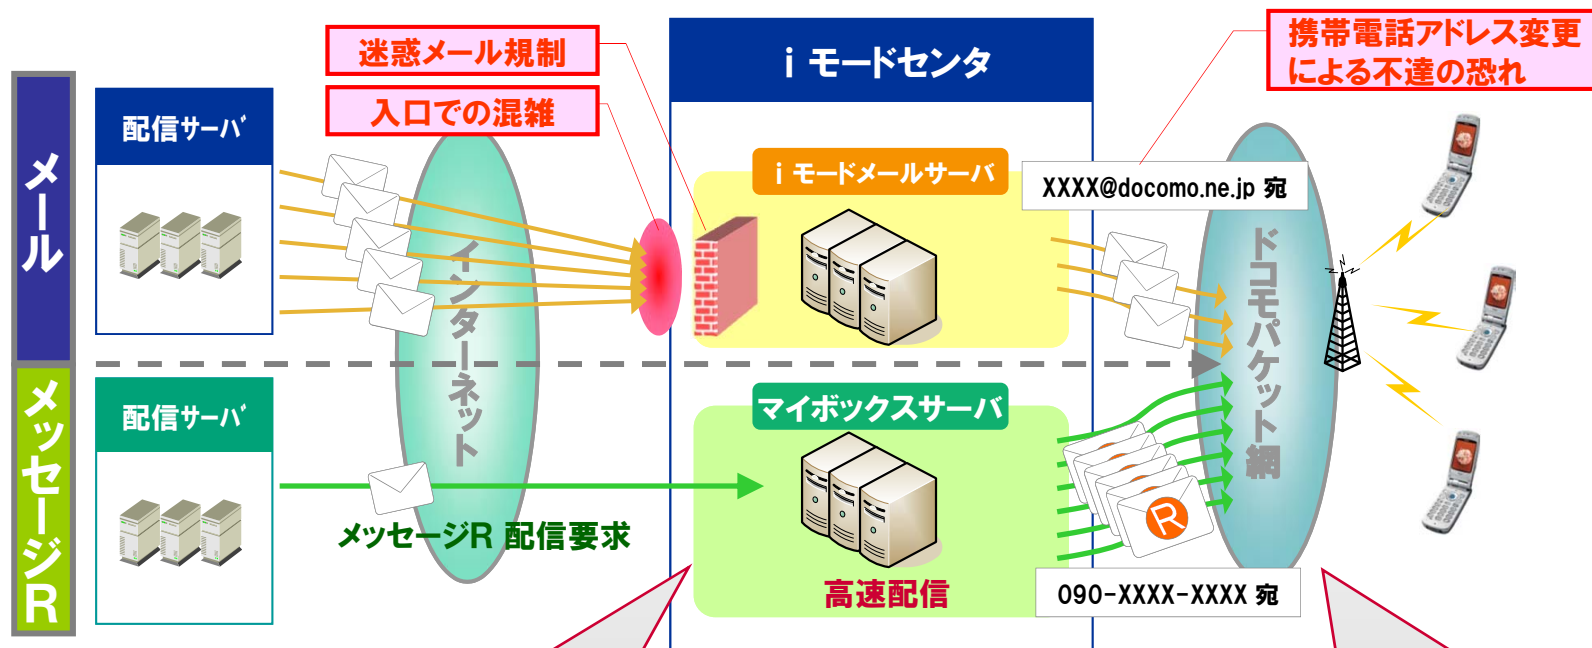 迷惑メール規制
入口での混雑
i モードセンタ
携帯電話アドレス変更
による不達の恐れ
メール
配信サーバ
i モードメールサーバ
XXXX@docomo.ne.jp 宛
インターネット
ドコモパケット網
メッセージR
配信サーバ
マイボックスサーバ
メッセージR 配信要求
R
高速配信
090-XXXX-XXXX 宛